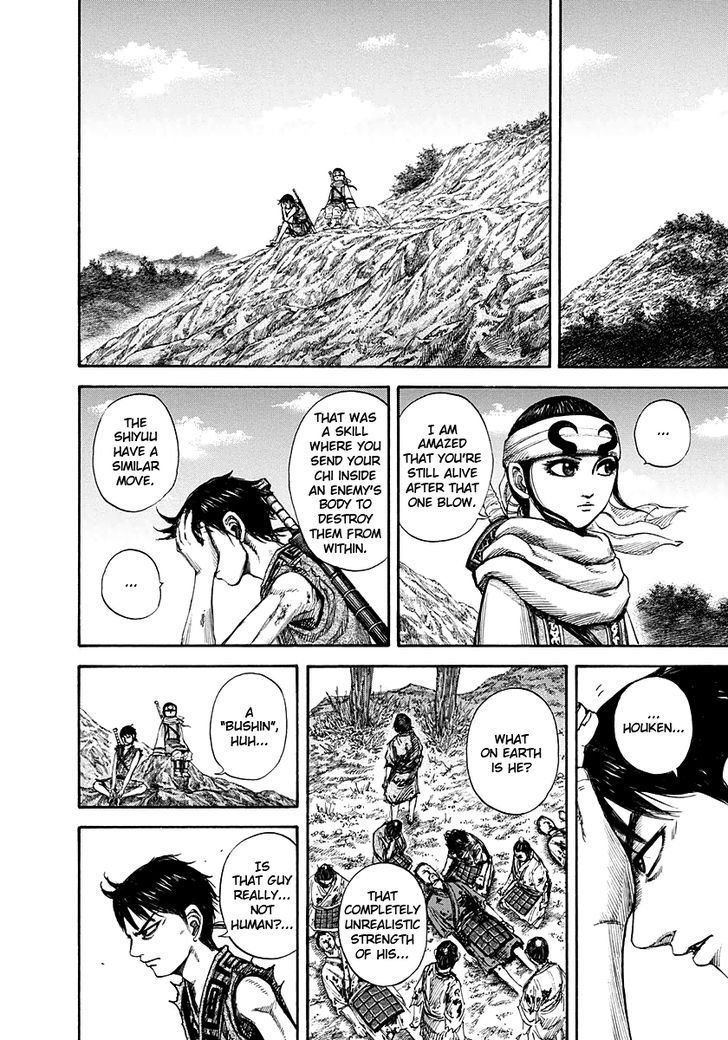 ...
I AM
AMAZED
THAT YOU'RE
STILL ALIVE
AFTER THAT
ONE BLOW.
THAT WAS
A SKILL
WHERE YOU
SEND YOUR
CHI INSIDE
AN ENEMY'S
BODY TO
DESTROY
THEM FROM
WITHIN.
THE
SHIYUU
HAVE A
SIMILAR
MOVE.
...
...
HOUKEN...
WHAT
ON EARTH
IS HE?
THAT
COMPLETELY
UNREALISTIC
STRENGTH
OF HIS...
A
"BUSHIN",
HUH...
IS
THAT GUY
REALLY...
NOT
HUMAN?...